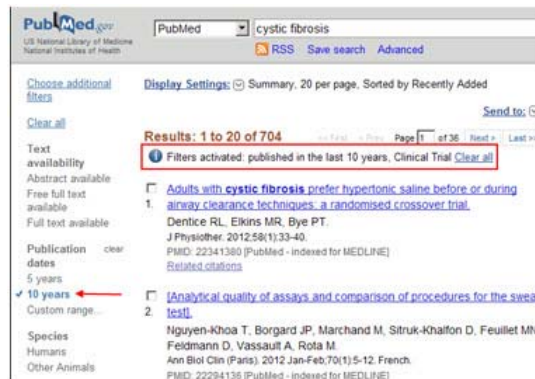 PubMed.gov
US National Library of Medicine
National Institutes of Health
PubMed
cystic fibrosis
RSS Save search Advanced
Choose additional
filters
Clear all
Text
availability
Abstract available
Free full text
available
Full text available
Publication clear
dates
5 years
10 years
Custom range...
Species
Humans
Other Animals
Display Settings: Summary, 20 per page, Sorted by Recently Added
Send to:
Results: 1 to 20 of 704
<< First < Prev Page 1 of 36 Next > Last >>
Filters activated: published in the last 10 years, Clinical Trial Clear all
Adults with cystic fibrosis prefer hypertonic saline before or during
1. airway clearance techniques: a randomised crossover trial.
Dentice RL, Elkins MR, Bye PT.
J Physiother. 2012;58(1):33-40.
PMID: 22341380 [PubMed - indexed for MEDLINE]
Related citations
[Analytical quality of assays and comparison of procedures for the swea
2. test].
Nguyen-Khoa T, Borgard JP, Marchand M, Sitruk-Khalfon D, Feuillet MN
Feldmann D, Vassault A, Rota M.
Ann Biol Clin (Paris). 2012 Jan-Feb;70(1):5-12. French.
PMID: 22294136 [PubMed - indexed for MEDLINE]